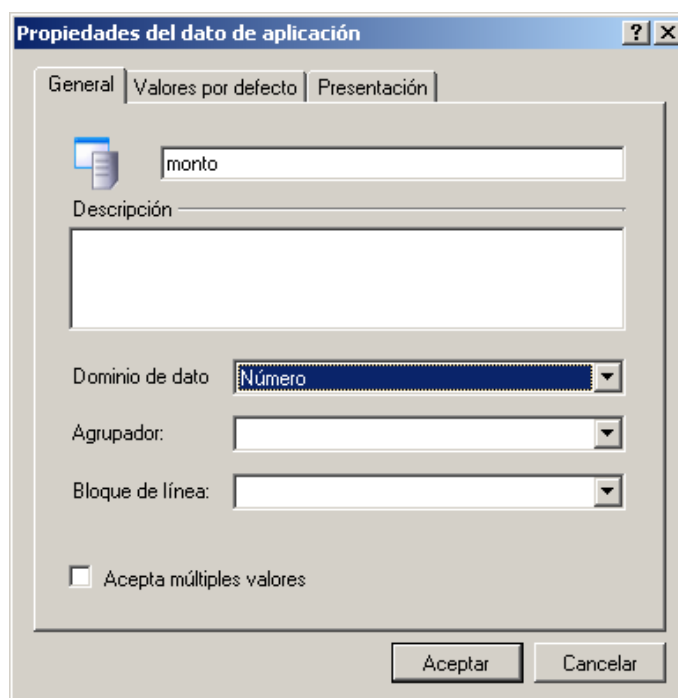 Propiedades del dato de aplicación ? X
General Valores por defecto Presentación
monto
Descripción
Dominio de dato Número
Agrupador:
Bloque de línea:
Acepta múltiples valores
Aceptar Cancelar